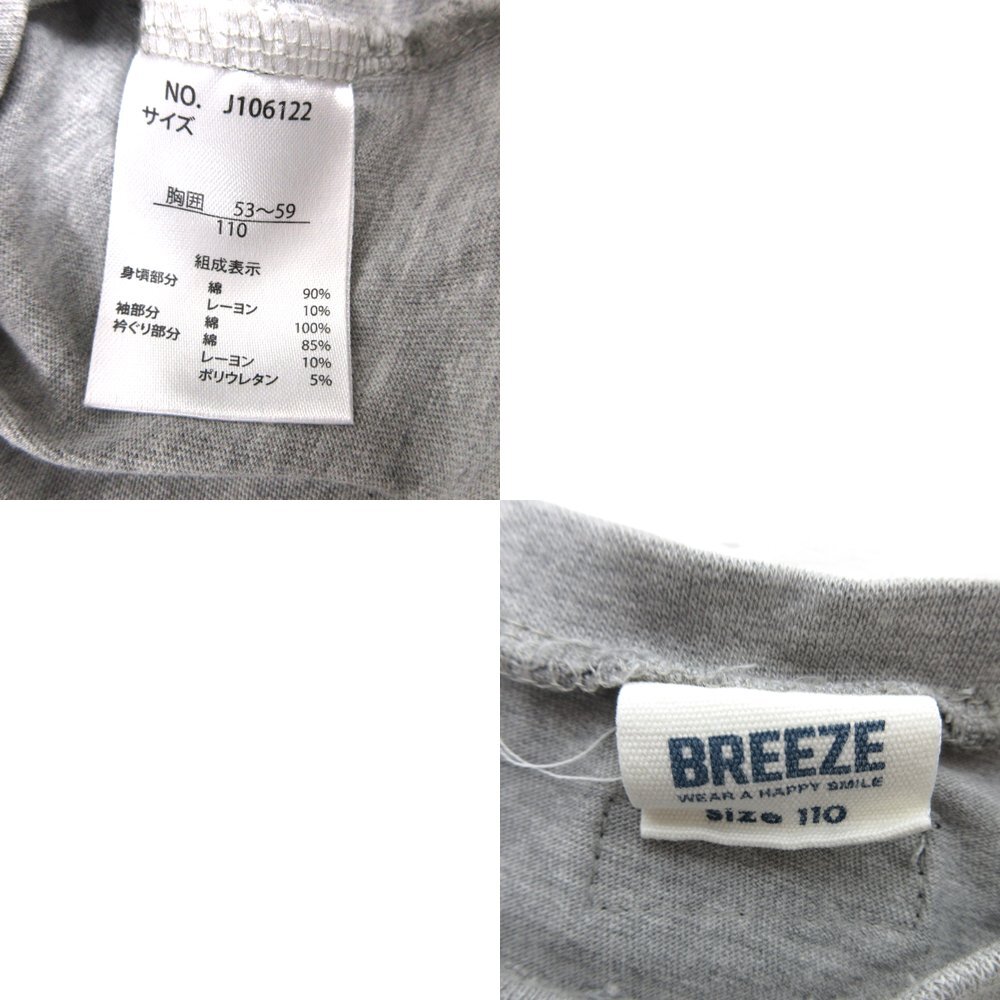 NO. J106122
サイズ
胸囲 53～59
110
組成表示
身頃部分 綿 90%
レーヨン 10%
袖部分 綿 100%
衿ぐり部分 綿 85%
レーヨン 10%
ポリウレタン 5%
BREEZE
WEAR A HAPPY SMILE
size 110